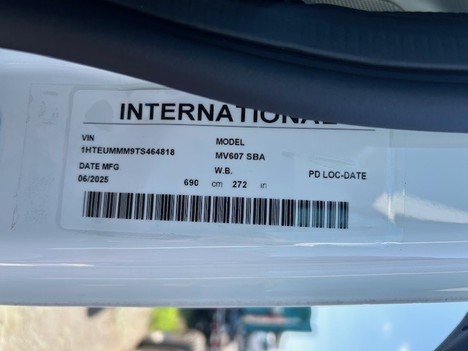 INTERNATIONAL
VIN MODEL
1HTEUMMM9TS464818 MV607 SBA
DATE MFG W.B. PD LOC-DATE
06/2025 690 cm 272 in